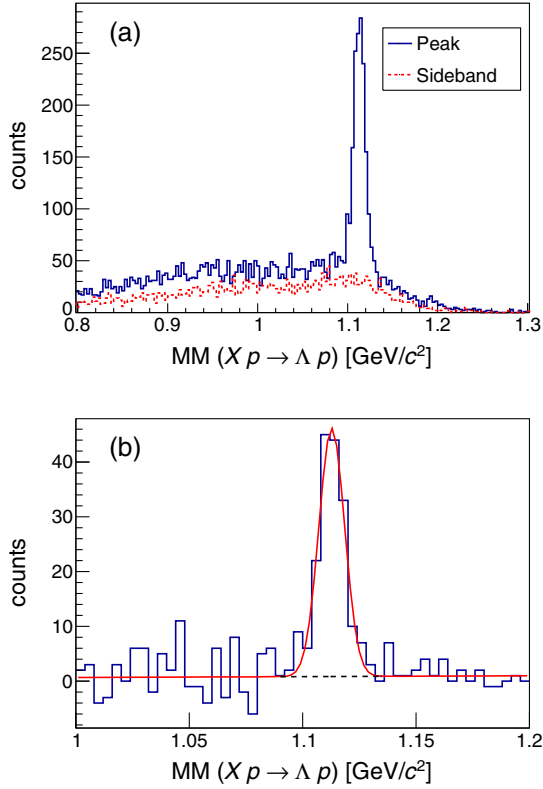 (a)
Peak
Sideband
counts
250
200
150
100
50
0
0.8
0.9
1
1.1
1.2
1.3
MM (X p → Λ p) [GeV/c²]
(b)
counts
40
30
20
10
0
1
1.05
1.1
1.15
1.2
MM (X p → Λ p) [GeV/c²]